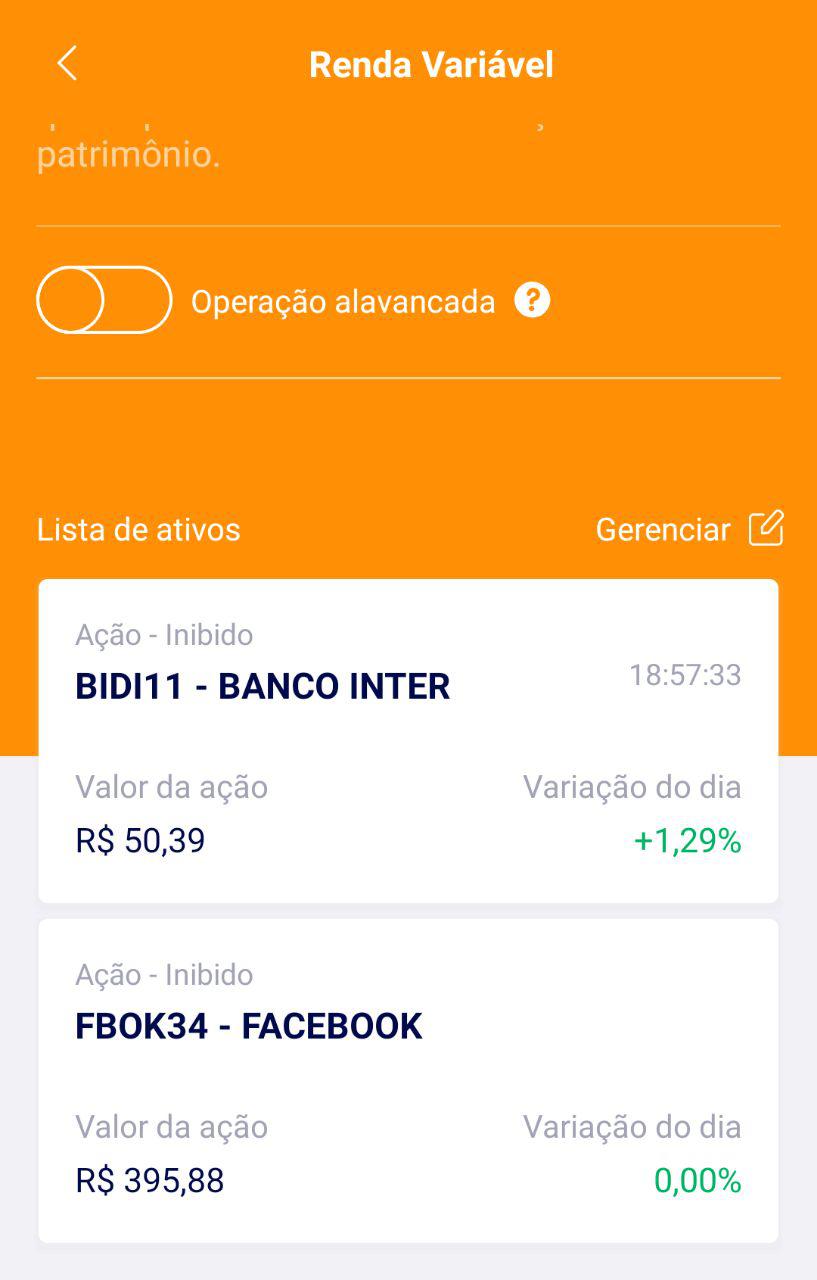 Renda Variável
patrimônio.
Operação alavancada ?
Lista de ativos
Gerenciar
Ação - Inibido
BIDI11 - BANCO INTER
18:57:33
Valor da ação
Variação do dia
R$ 50,39
+1,29%
Ação - Inibido
FBOK34 - FACEBOOK
Valor da ação
Variação do dia
R$ 395,88
0,00%